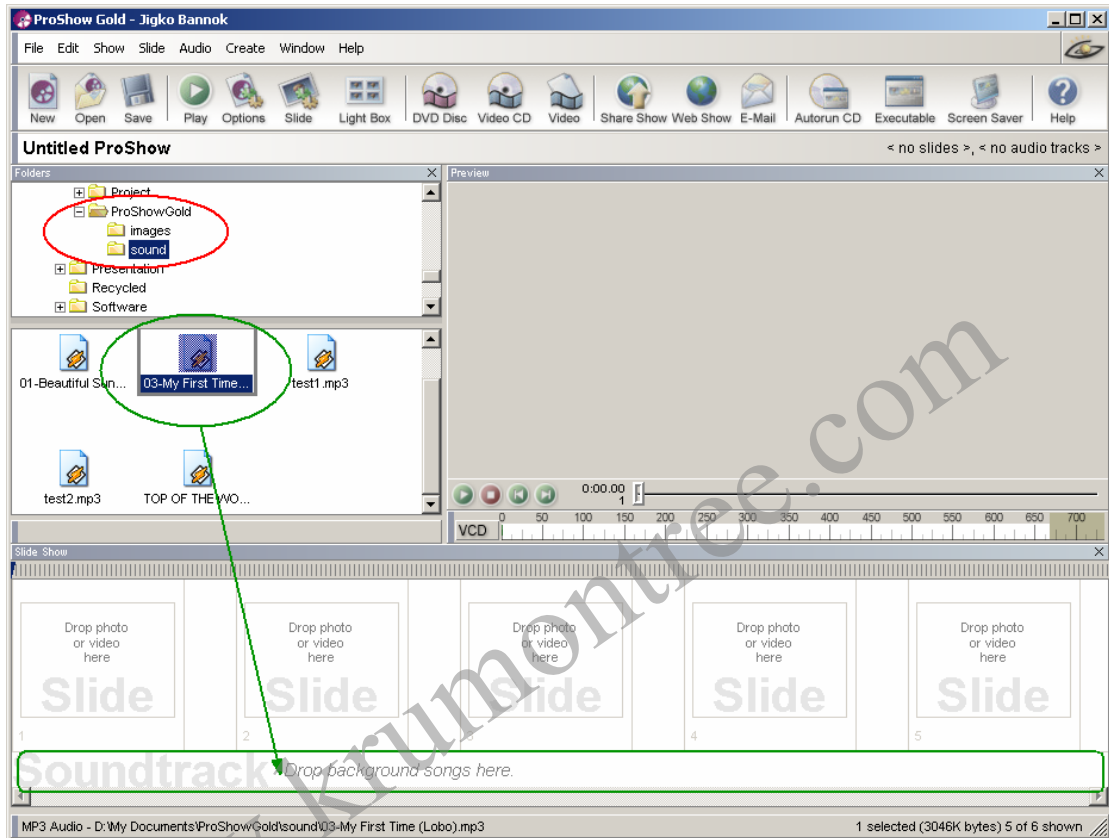 ProShow Gold - Jigko Bannok
File Edit Show Slide Audio Create Window Help
New Open Save Play Options Slide Light Box DVD Disc Video CD Video Share Show Web Show E-Mail Autorun CD Executable Screen Saver Help
Untitled ProShow
< no slides >, < no audio tracks >
Folders
Project
ProShowGold
images
sound
Presentation
Recycled
Software
01-Beautiful Sun...
03-My First Time...
test1.mp3
test2.mp3
TOP OF THE WO...
Preview
0:00.00
1
VCD 0 50 100 150 200 250 300 350 400 450 500 550 600 650 700
Slide Show
Drop photo
or video
here
Slide
1
Drop photo
or video
here
Slide
2
Drop photo
or video
here
Slide
Drop photo
or video
here
Slide
4
Drop photo
or video
here
Slide
5
Soundtrack
Drop background songs here.
MP3 Audio - D:\My Documents\ProShowGold\sound\03-My First Time (Lobo).mp3
1 selected (3046K bytes) 5 of 6 shown
.krumontree.com